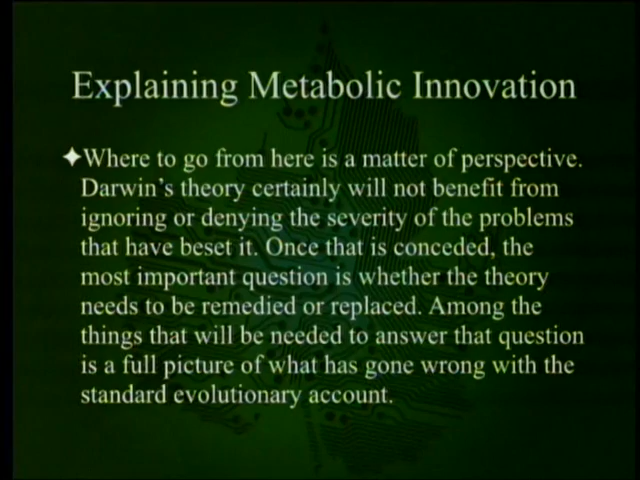 Explaining Metabolic Innovation
✦Where to go from here is a matter of perspective.
Darwin's theory certainly will not benefit from
ignoring or denying the severity of the problems
that have beset it. Once that is conceded, the
most important question is whether the theory
needs to be remedied or replaced. Among the
things that will be needed to answer that question
is a full picture of what has gone wrong with the
standard evolutionary account.